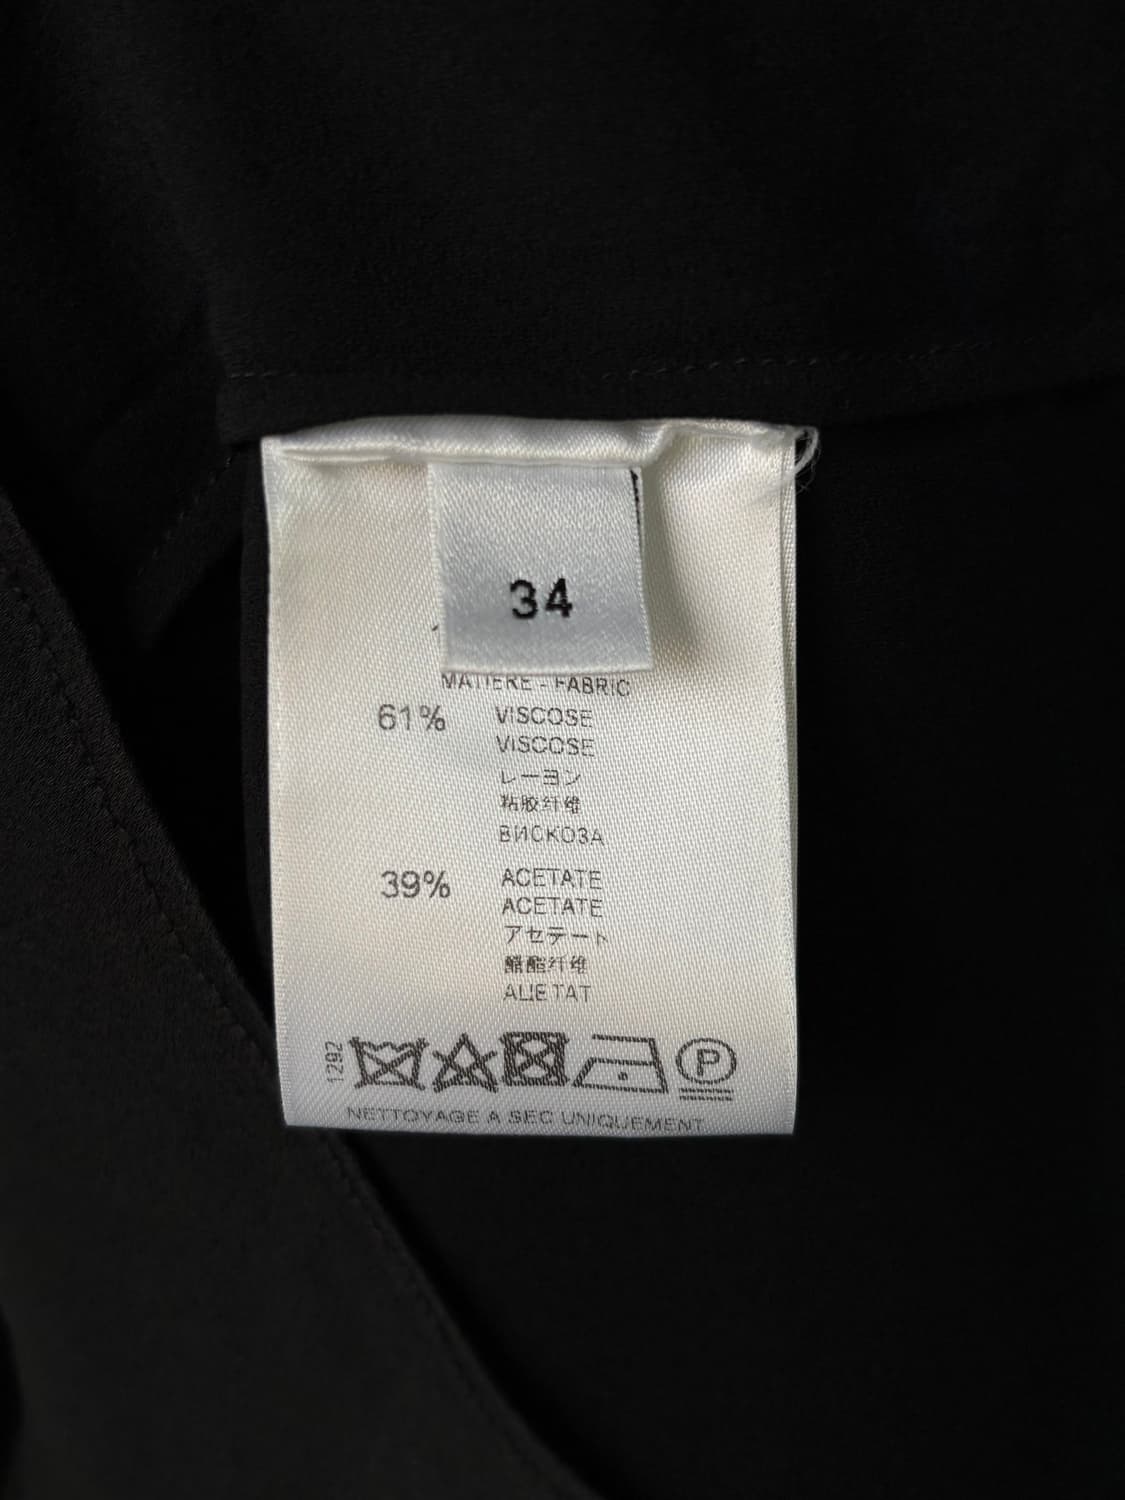 34
MATIERE - FABRIC
61% VISCOSE
VISCOSE
レーヨン
粘胶纤维
ВИСКОЗА
39% ACETATE
ACETATE
アセテート
醋酯纤维
ALIETAT
1292
P
NETTOYAGE A SEC UNIQUEMENT